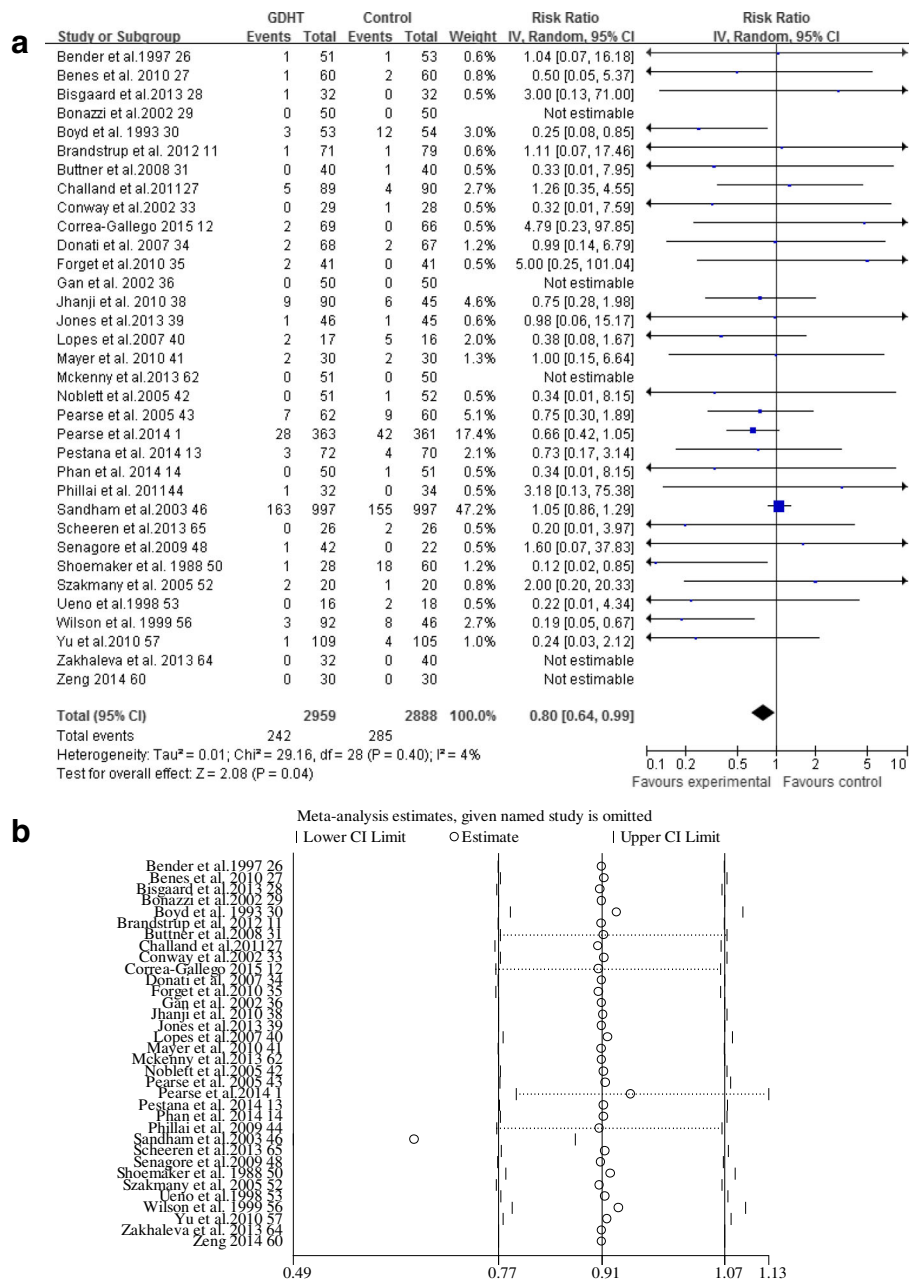 a
GDHT Control Risk Ratio Risk Ratio
Study or Subgroup Events Total Events Total Weight IV, Random, 95% CI IV, Random, 95% CI
Bender et al.1997 26 1 51 1 53 0.6% 1.04 [0.07, 16.18]
Benes et al. 2010 27 1 60 2 60 0.8% 0.50 [0.05, 5.37]
Bisgaard et al.2013 28 1 32 0 32 0.5% 3.00 [0.13, 71.00]
Bonazzi et al.2002 29 0 50 0 50 Not estimable
Boyd et al. 1993 30 3 53 12 54 3.0% 0.25 [0.08, 0.85]
Brandstrup et al. 2012 11 1 71 1 79 0.6% 1.11 [0.07, 17.46]
Buttner et al.2008 31 0 40 1 40 0.5% 0.33 [0.01, 7.95]
Challand et al.201127 5 89 4 90 2.7% 1.26 [0.35, 4.55]
Conway et al.2002 33 0 29 1 28 0.5% 0.32 [0.01, 7.59]
Correa-Gallego 2015 12 2 69 0 66 0.5% 4.79 [0.23, 97.85]
Donati et al. 2007 34 2 68 2 67 1.2% 0.99 [0.14, 6.79]
Forget et al.2010 35 2 41 0 41 0.5% 5.00 [0.25, 101.04]
Gan et al. 2002 36 0 50 0 50 Not estimable
Jhanji et al. 2010 38 9 90 6 45 4.6% 0.75 [0.28, 1.98]
Jones et al.2013 39 1 46 1 45 0.6% 0.98 [0.06, 15.17]
Lopes et al.2007 40 2 17 5 16 2.0% 0.38 [0.08, 1.67]
Mayer et al. 2010 41 2 30 2 30 1.3% 1.00 [0.15, 6.64]
Mckenny et al.2013 62 0 51 0 50 Not estimable
Noblett et al.2005 42 0 51 1 52 0.5% 0.34 [0.01, 8.15]
Pearse et al. 2005 43 7 62 9 60 5.1% 0.75 [0.30, 1.89]
Pearse et al.2014 1 28 363 42 361 17.4% 0.66 [0.42, 1.05]
Pestana et al. 2014 13 3 72 4 70 2.1% 0.73 [0.17, 3.14]
Phan et al. 2014 14 0 50 1 51 0.5% 0.34 [0.01, 8.15]
Phillai et al. 201144 1 32 0 34 0.5% 3.18 [0.13, 75.38]
Sandham et al.2003 46 163 997 155 997 47.2% 1.05 [0.86, 1.29]
Scheeren et al.2013 65 0 26 2 26 0.5% 0.20 [0.01, 3.97]
Senagore et al.2009 48 1 42 0 22 0.5% 1.60 [0.07, 37.83]
Shoemaker et al. 1988 50 1 28 18 60 1.2% 0.12 [0.02, 0.85]
Szakmany et al. 2005 52 2 20 1 20 0.8% 2.00 [0.20, 20.33]
Ueno et al.1998 53 0 16 2 18 0.5% 0.22 [0.01, 4.34]
Wilson et al. 1999 56 3 92 8 46 2.7% 0.19 [0.05, 0.67]
Yu et al.2010 57 1 109 4 105 1.0% 0.24 [0.03, 2.12]
Zakhaleva et al. 2013 64 0 32 0 40 Not estimable
Zeng 2014 60 0 30 0 30 Not estimable
Total (95% CI) 2959 2888 100.0% 0.80 [0.64, 0.99]
Total events 242 285
Heterogeneity: Tau² = 0.01; Chi² = 29.16, df = 28 (P = 0.40); I² = 4%
Test for overall effect: Z = 2.08 (P = 0.04)
0.1 0.2 0.5 1 2 5 10
Favours experimental Favours control
b
Meta-analysis estimates, given named study is omitted
Lower CI Limit Estimate Upper CI Limit
Bender et al.1997 26
Benes et al. 2010 27
Bisgaard et al.2013 28
Bonazzi et al.2002 29
Boyd et al. 1993 30
Brandstrup et al. 2012 11
Buttner et al.2008 31
Challand et al.201127
Conway et al.2002 33
Correa-Gallego 2015 12
Donati et al. 2007 34
Forget et al.2010 35
Gan et al. 2002 36
Jhanji et al. 2010 38
Jones et al.2013 39
Lopes et al.2007 40
Mayer et al. 2010 41
Mckenny et al.2013 62
Noblett et al.2005 42
Pearse et al. 2005 43
Pearse et al.2014 1
Pestana et al. 2014 13
Phan et al. 2014 14
Phillai et al. 2009 44
Sandham et al.2003 46
Scheeren et al.2013 65
Senagore et al.2009 48
Shoemaker et al. 1988 50
Szakmany et al. 2005 52
Ueno et al.1998 53
Wilson et al. 1999 56
Yu et al.2010 57
Zakhaleva et al. 2013 64
Zeng 2014 60
0.49 0.77 0.91 1.07 1.13